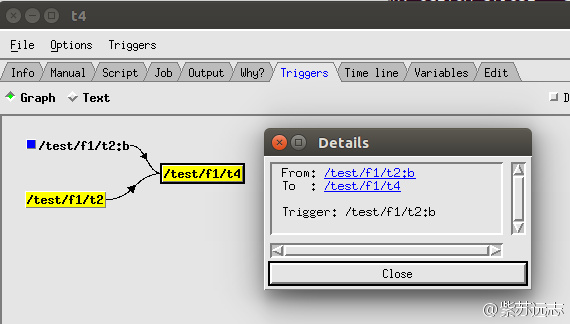 t4
File Options Triggers
Info Manual Script Job Output Why? Triggers Time line Variables Edit
Graph Text D
/test/f1/t2:b
/test/f1/t4
/test/f1/t2
Details
From: /test/f1/t2:b
To : /test/f1/t4
Trigger: /test/f1/t2:b
Close
@紫苏远志